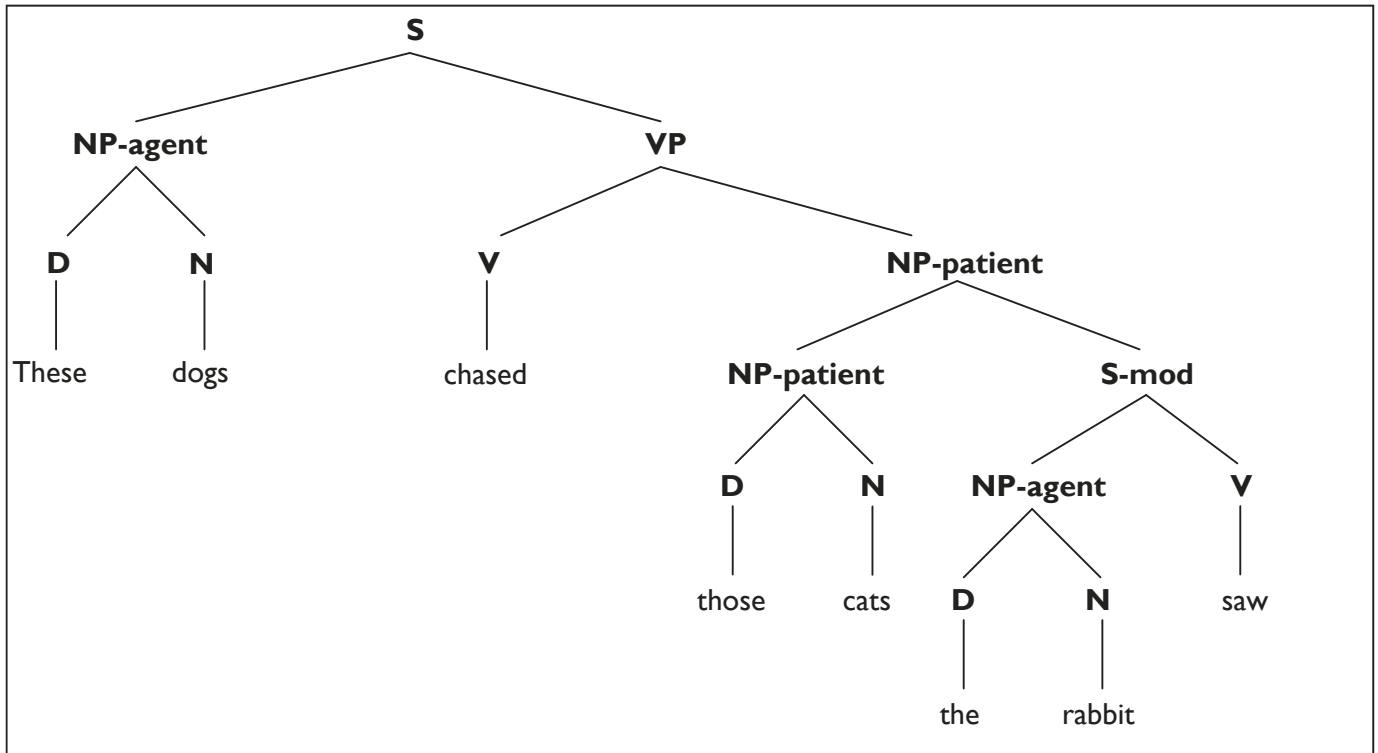 S
NP-agent VP
D N V NP-patient
These dogs chased NP-patient S-mod
D N NP-agent V
those cats D N saw
the rabbit